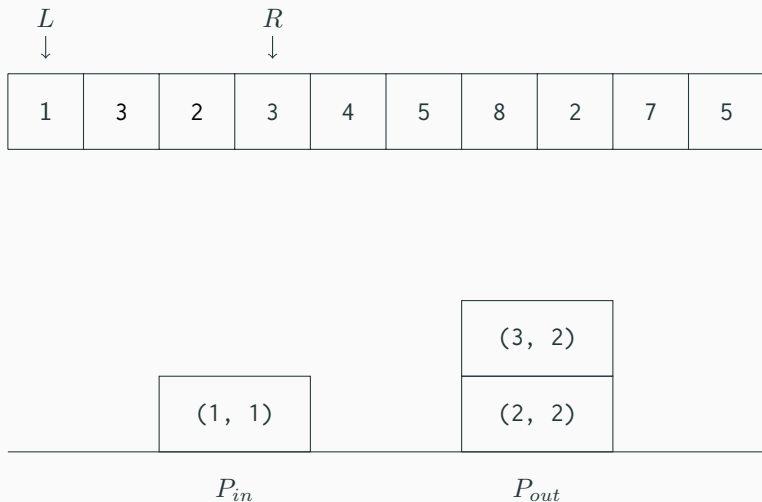 L R
↓ ↓
1 3 2 3 4 5 8 2 7 5
(3, 2)
(1, 1) (2, 2)
P_in P_out